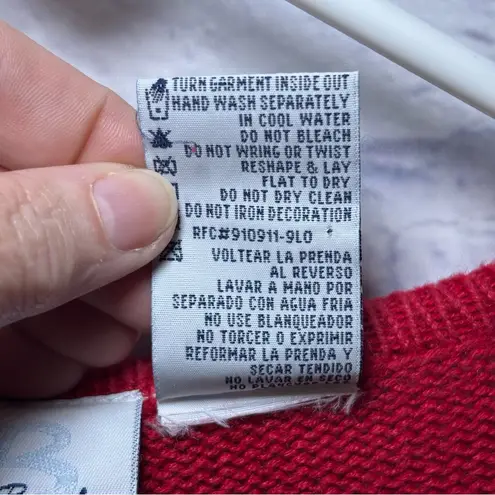 TURN GARMENT INSIDE OUT
HAND WASH SEPARATELY
IN COOL WATER
DO NOT BLEACH
DO NOT WRING OR TWIST
RESHAPE & LAY
FLAT TO DRY
DO NOT DRY CLEAN
DO NOT IRON DECORATION
RFC#910911-9L0
VOLTEAR LA PRENDA
AL REVERSO
LAVAR A MANO POR
SEPARADO CON AGUA FRIA
NO USE BLANQUEADOR
NO TORCER O EXPRIMIR
REFORMAR LA PRENDA Y
SECAR TENDIDO
NO LAVAR EN SECO